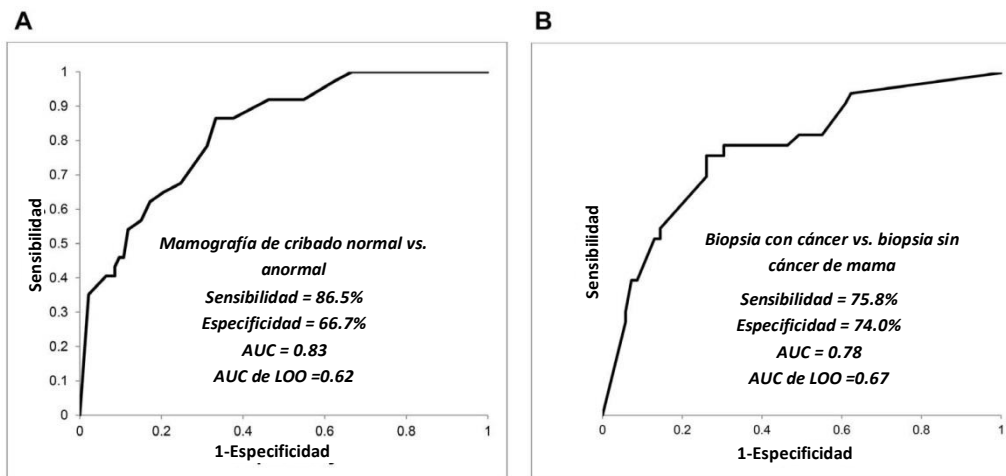 A
1
0.9
0.8
0.7
0.6
0.5
0.4
0.3
0.2
0.1
0
Sensibilidad
Mamografía de cribado normal vs.
anormal
Sensibilidad = 86.5%
Especificidad = 66.7%
AUC = 0.83
AUC de LOO =0.62
0 0.2 0.4 0.6 0.8 1
1-Especificidad
B
Sensibilidad
Biopsia con cáncer vs. biopsia sin
cáncer de mama
Sensibilidad = 75.8%
Especificidad = 74.0%
AUC = 0.78
AUC de LOO =0.67
0 0.2 0.4 0.6 0.8 1
1-Especificidad